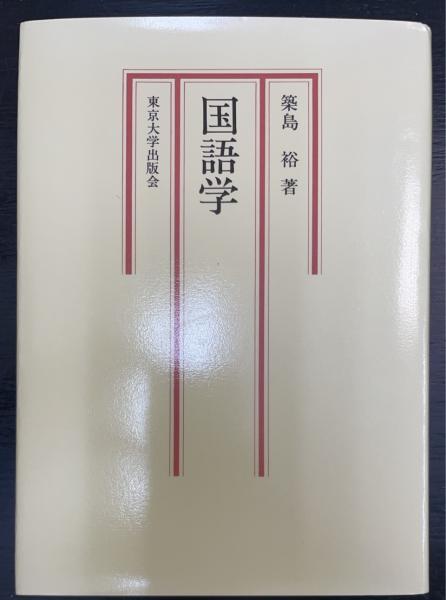 築島 裕 著
国語学
東京大学出版会